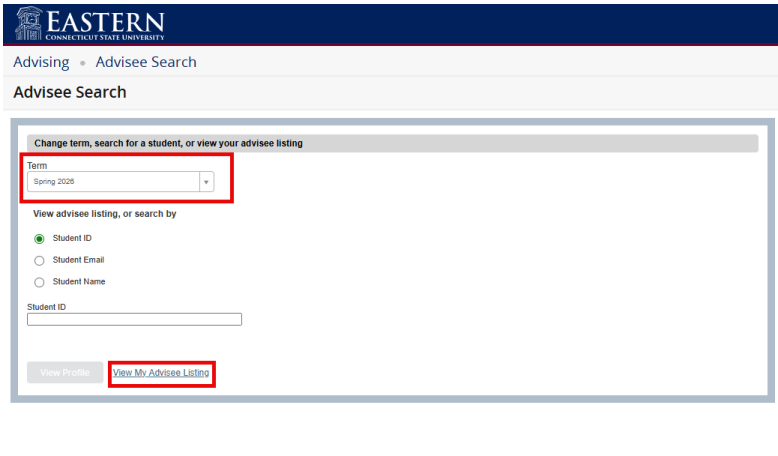 EASTERN
CONNECTICUT STATE UNIVERSITY
Advising • Advisee Search
Advisee Search
Change term, search for a student, or view your advisee listing
Term
Spring 2026
View advisee listing, or search by
Student ID
Student Email
Student Name
Student ID
View Profile View My Advisee Listing